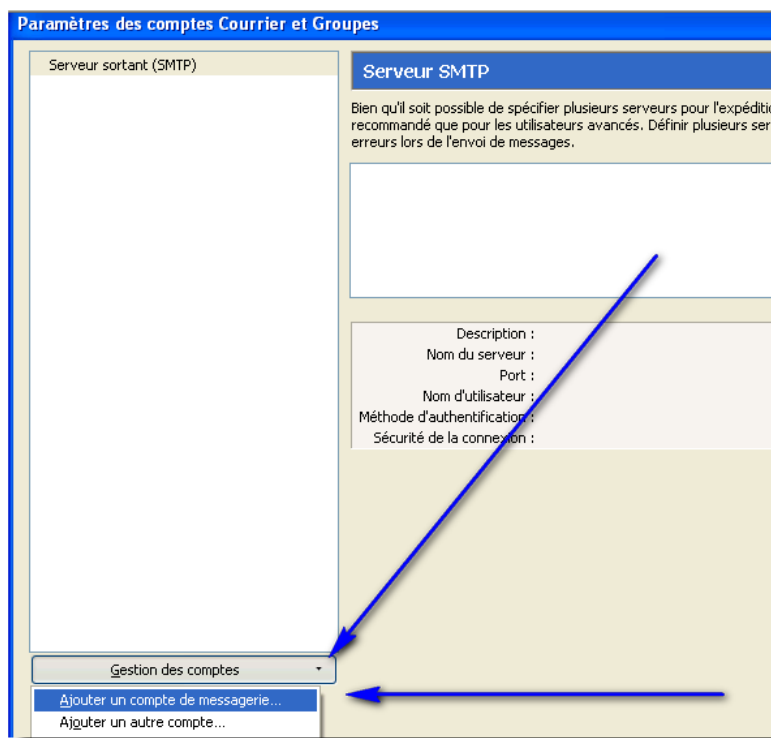 Paramètres des comptes Courrier et Groupes
Serveur sortant (SMTP)
Serveur SMTP
Bien qu'il soit possible de spécifier plusieurs serveurs pour l'expéditi
recommandé que pour les utilisateurs avancés. Définir plusieurs ser
erreurs lors de l'envoi de messages.
Description :
Nom du serveur :
Port :
Nom d'utilisateur :
Méthode d'authentification :
Sécurité de la connexion :
Gestion des comptes
Ajouter un compte de messagerie...
Ajouter un autre compte...